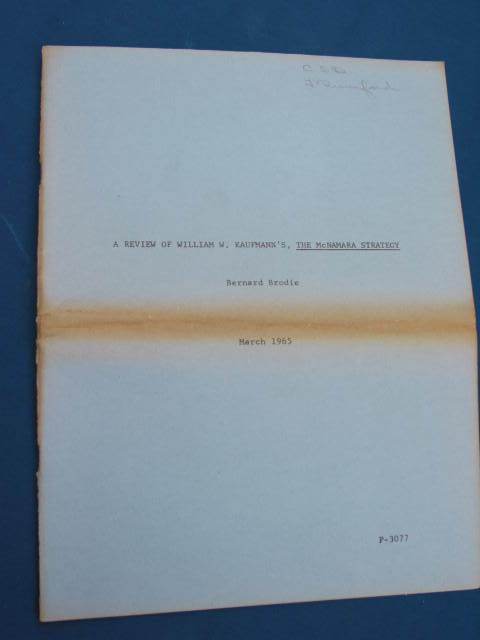 A REVIEW OF WILLIAM W. KAUFMANN'S, THE McNAMARA STRATEGY
Bernard Brodie
March 1965
P-3077